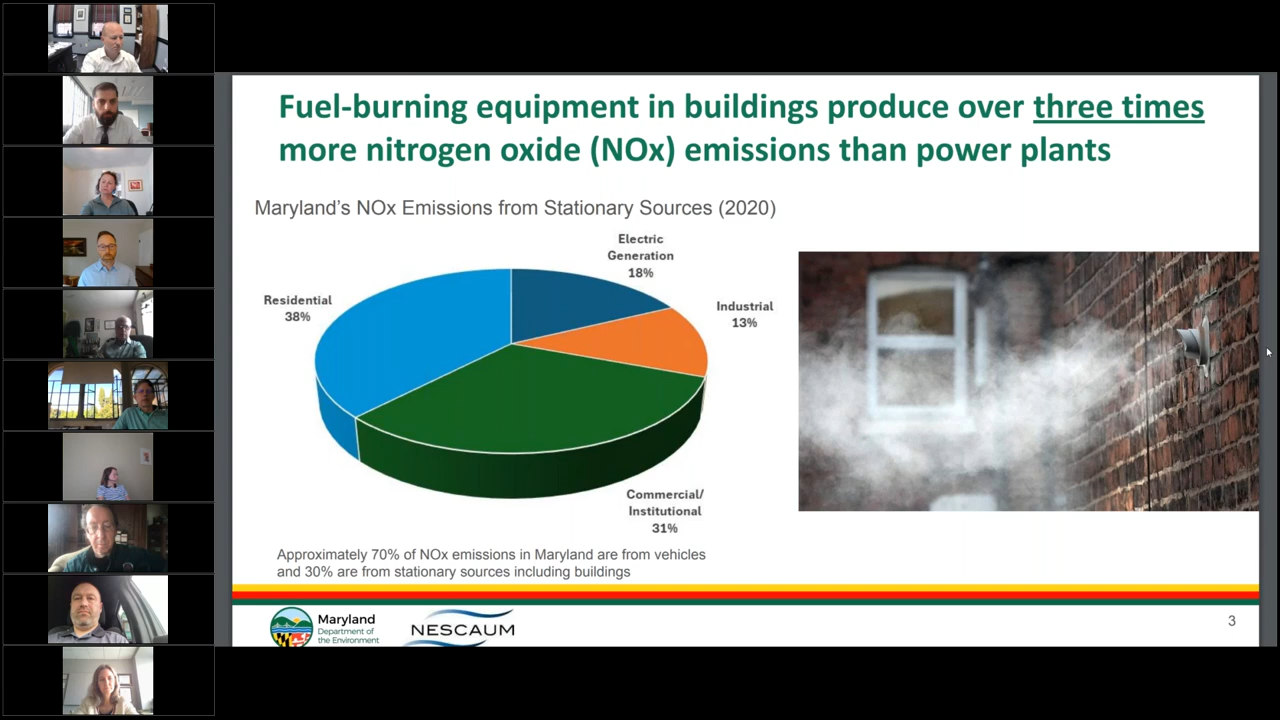 Fuel-burning equipment in buildings produce over three times
more nitrogen oxide (NOx) emissions than power plants
Maryland's NOx Emissions from Stationary Sources (2020)
Electric
Generation
18%
Residential
38%
Industrial
13%
Commercial/
Institutional
31%
Approximately 70% of NOx emissions in Maryland are from vehicles
and 30% are from stationary sources including buildings
Maryland
Department of
the Environment
NESCAUM
3